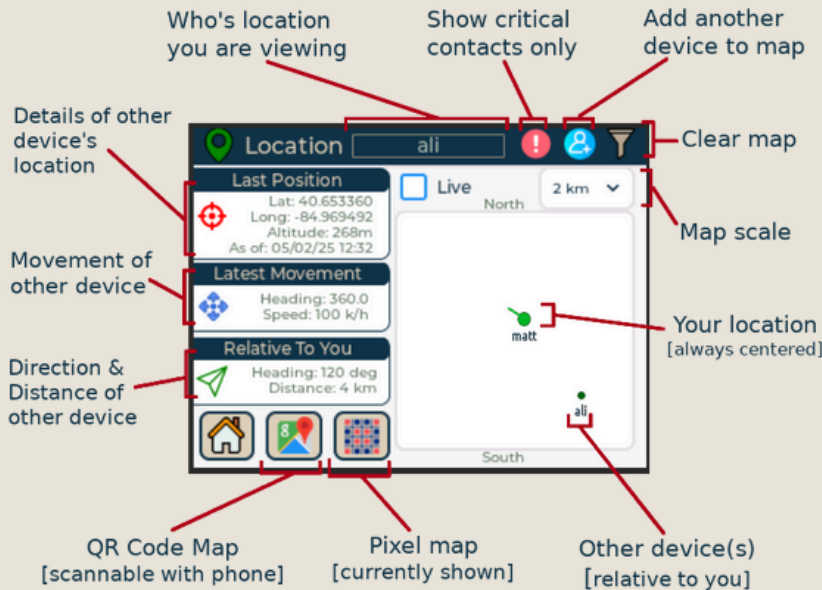 Who's location
you are viewing
Show critical
contacts only
Add another
device to map
Details of other
device's
location
Location
ali
Clear map
Last Position
Lat: 40.653360
Long: -84.969492
Altitude: 268m
As of: 05/02/25 12:32
Live
North
2 km
Map scale
Movement of
other device
Latest Movement
Heading: 360.0
Speed: 100 k/h
matt
Your location
[always centered]
Direction &
Distance of
other device
Relative To You
Heading: 120 deg
Distance: 4 km
ali
South
QR Code Map
[scannable with phone]
Pixel map
[currently shown]
Other device(s)
[relative to you]